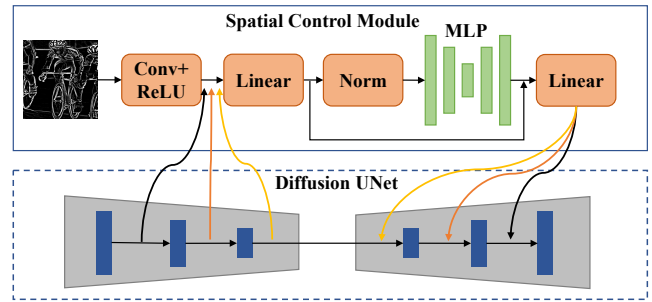 Spatial Control Module
MLP
Conv+
ReLU
Linear
Norm
Linear
Diffusion UNet